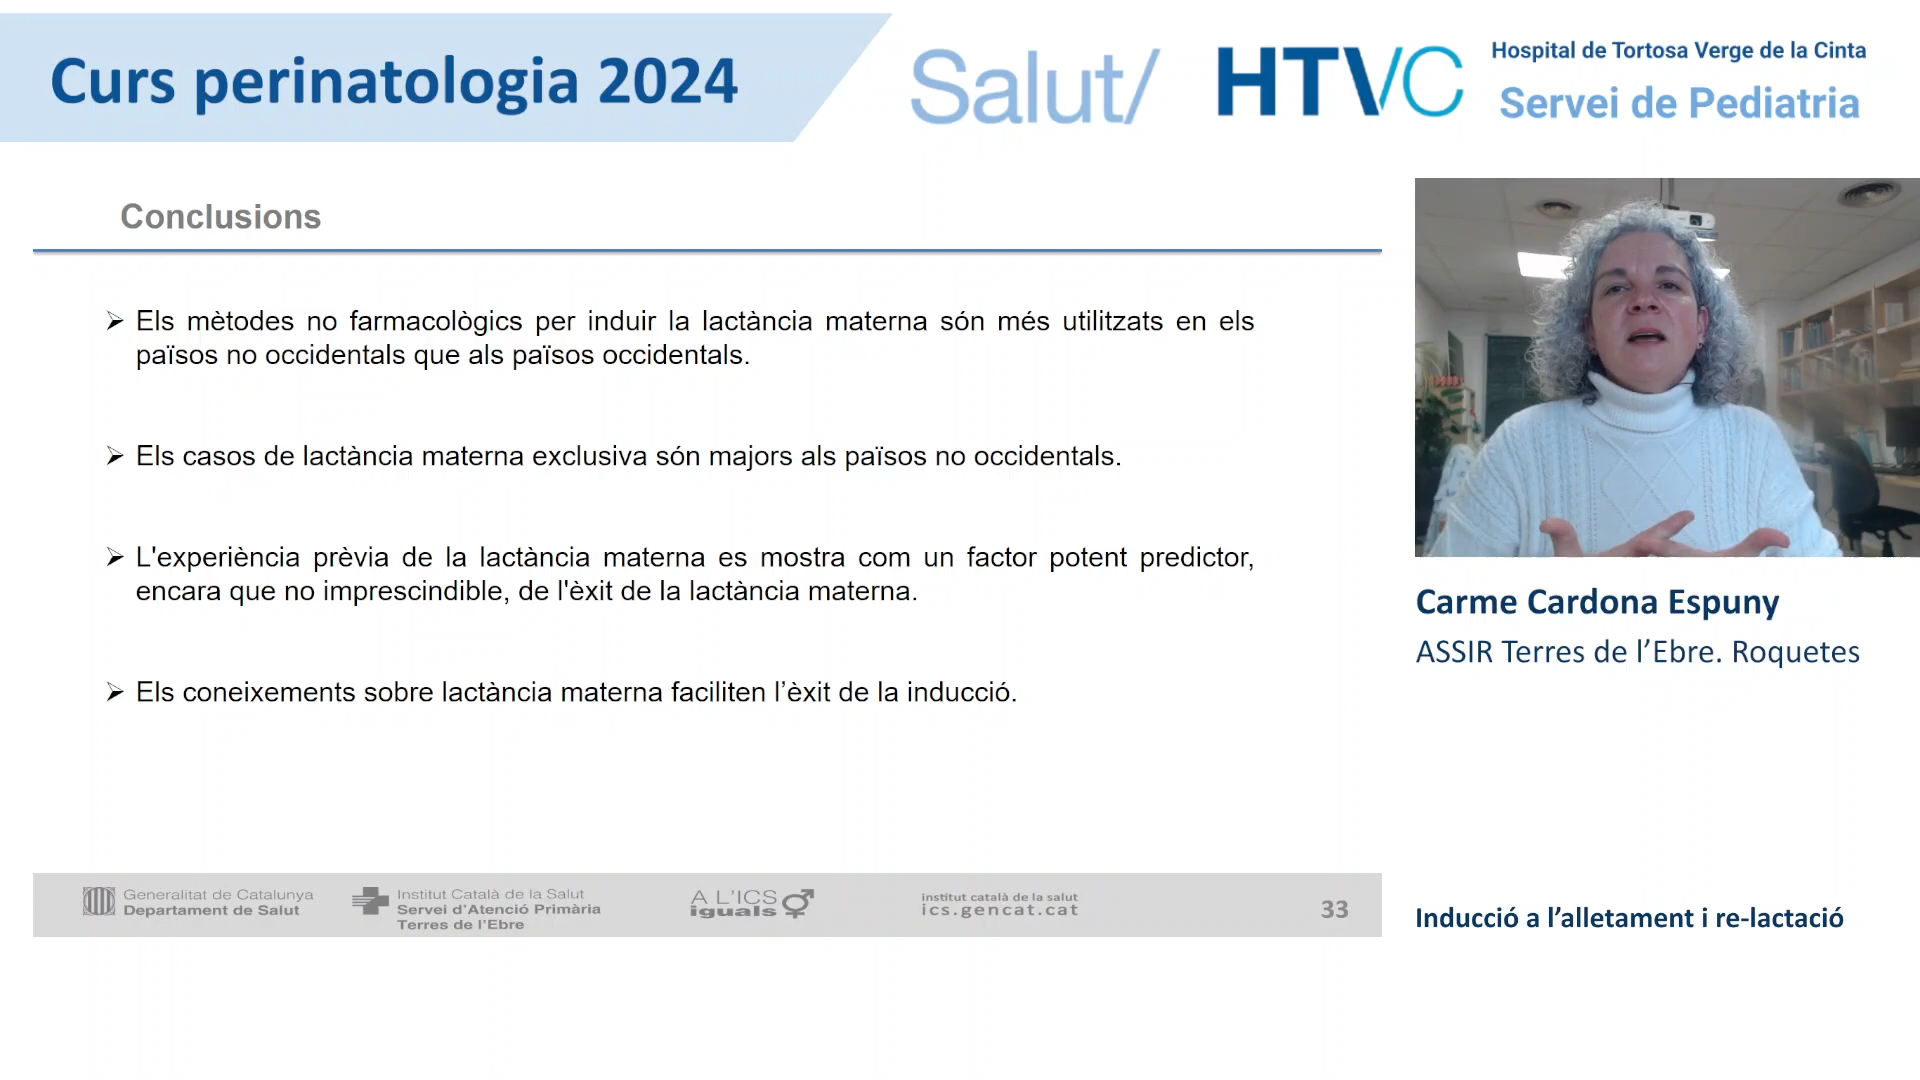 Curs perinatologia 2024
Salut/
HTVC
Hospital de Tortosa Verge de la Cinta
Servei de Pediatria
Conclusions
Els mètodes no farmacològics per induir la lactància materna són més utilitzats en els
països no occidentals que als països occidentals.
Els casos de lactància materna exclusiva són majors als països no occidentals.
L'experiència prèvia de la lactància materna es mostra com un factor potent predictor,
encara que no imprescindible, de l'èxit de la lactància materna.
Els coneixements sobre lactància materna faciliten l’èxit de la inducció.
Carme Cardona Espuny
ASSIR Terres de l’Ebre. Roquetes
Generalitat de Catalunya
Departament de Salut
Institut Català de la Salut
Servei d'Atenció Primària
Terres de l'Ebre
A L'ICS
iguals
institut català de la salut
ics.gencat.cat
33
Inducció a l’alletament i re-lactació